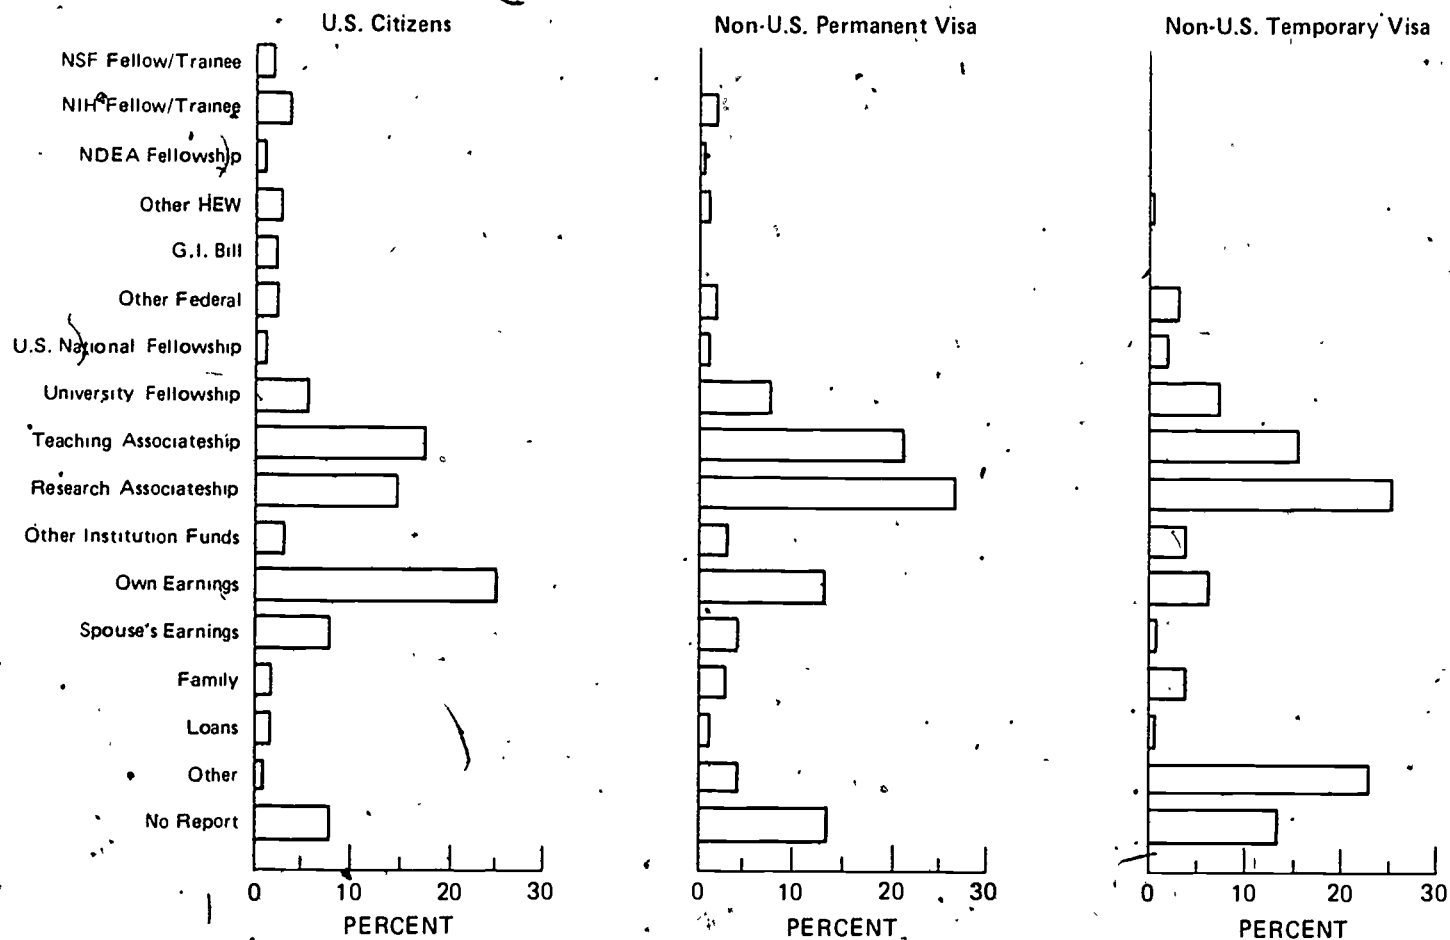 U.S. Citizens
Non-U.S. Permanent Visa
Non-U.S. Temporary Visa
NSF Fellow/Trainee
NIH Fellow/Trainee
NDEA Fellowship
Other HEW
G.I. Bill
Other Federal
U.S. National Fellowship
University Fellowship
Teaching Associateship
Research Associateship
Other Institution Funds
Own Earnings
Spouse's Earnings
Family
Loans
Other
No Report
0 10 20 30
0 10 20 30
0 10 20 30
PERCENT
PERCENT
PERCENT